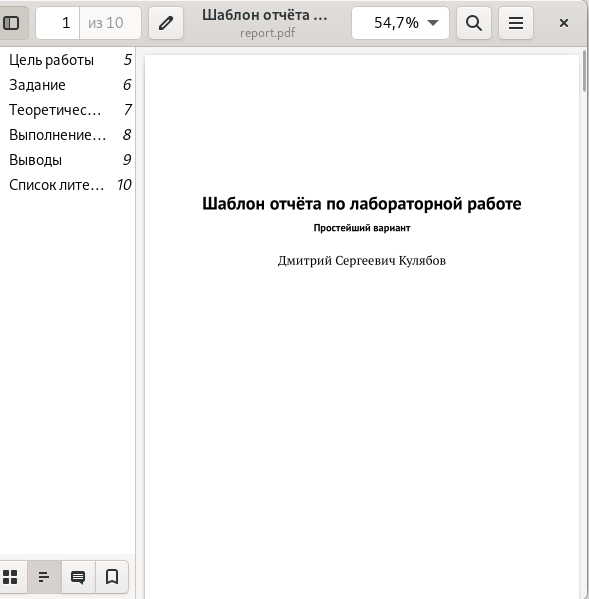 1 из 10
Шаблон отчёта ...
report.pdf
54,7%
Цель работы 5
Задание 6
Теоретичес... 7
Выполнение... 8
Выводы 9
Список лите... 10
Шаблон отчёта по лабораторной работе
Простейший вариант
Дмитрий Сергеевич Кулябов